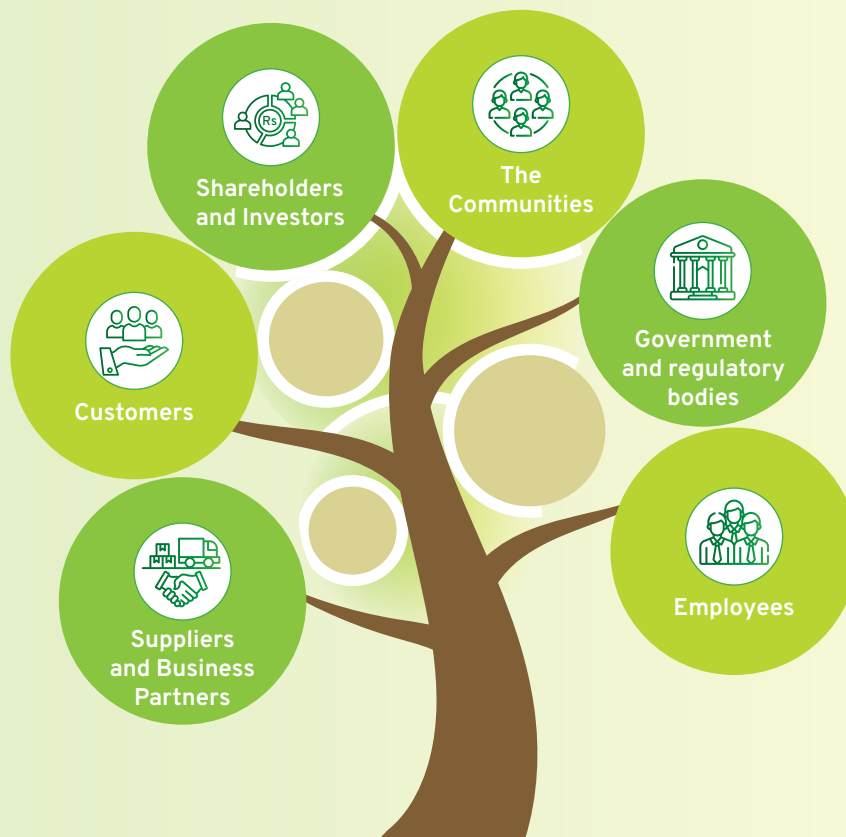 Rs
Shareholders
and Investors
The
Communities
Government
and regulatory
bodies
Customers
Employees
Suppliers
and Business
Partners